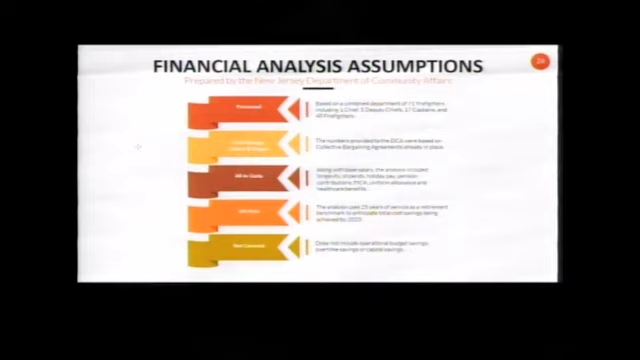 FINANCIAL ANALYSIS ASSUMPTIONS
Prepared by the New Jersey Department of Community Affairs
Personnel
Based on a combined department of 71 firefighters
including 1 Chief, 5 Deputy Chiefs, 17 Captains and
The numbers provided to the DCA were based on
Collective Bargaining Agreements already in place.
All-In Costs
Along with base salary, the analysis included
longevity, stipends, holiday pay, pension
contributions, FICA, uniform allowance and
healthcare benefits.
The analysis uses 25 years of service as a retirement
benchmark to anticipate total cost savings being
achieved by
Does not include operational budget savings,
overtime savings or capital savings.